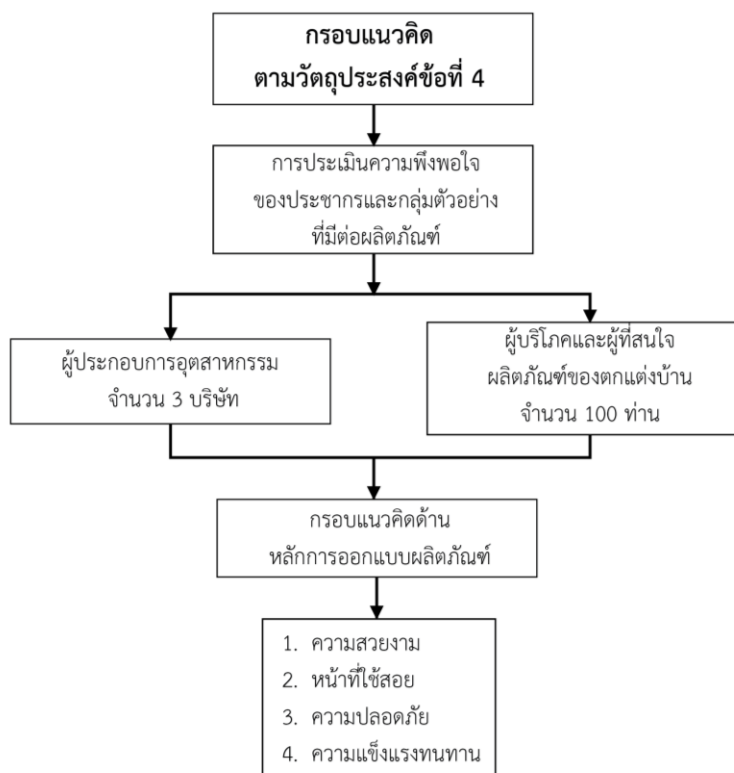 กรอบแนวคิด
ตามวัตถุประสงค์ข้อที่ 4
การประเมินความพึงพอใจ
ของประชากรและกลุ่มตัวอย่าง
ที่มีต่อผลิตภัณฑ์
ผู้ประกอบการอุตสาหกรรม
จำนวน 3 บริษัท
ผู้บริโภคและผู้ที่สนใจ
ผลิตภัณฑ์ของตกแต่งบ้าน
จำนวน 100 ท่าน
กรอบแนวคิดด้าน
หลักการออกแบบผลิตภัณฑ์
1. ความสวยงาม
2. หน้าที่ใช้สอย
3. ความปลอดภัย
4. ความแข็งแรงทนทาน